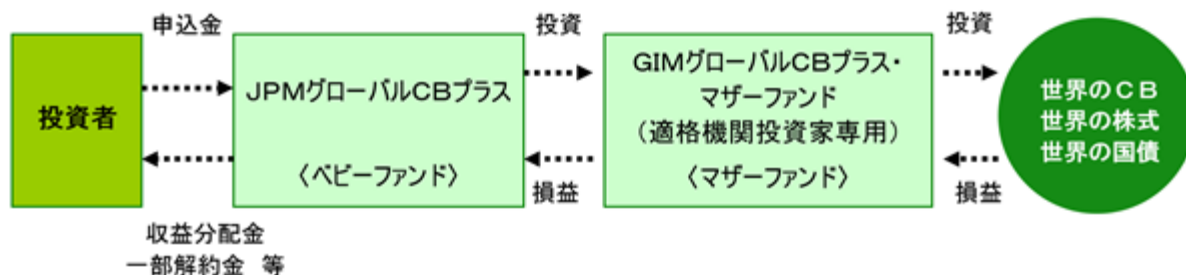 申込金
投資
投資
投資者
JPMグローバルCBプラス
〈ベビーファンド〉
GIMグローバルCBプラス・
マザーファンド
（適格機関投資家専用）
〈マザーファンド〉
世界のＣＢ
世界の株式
世界の国債
損益
損益
収益分配金
一部解約金　等